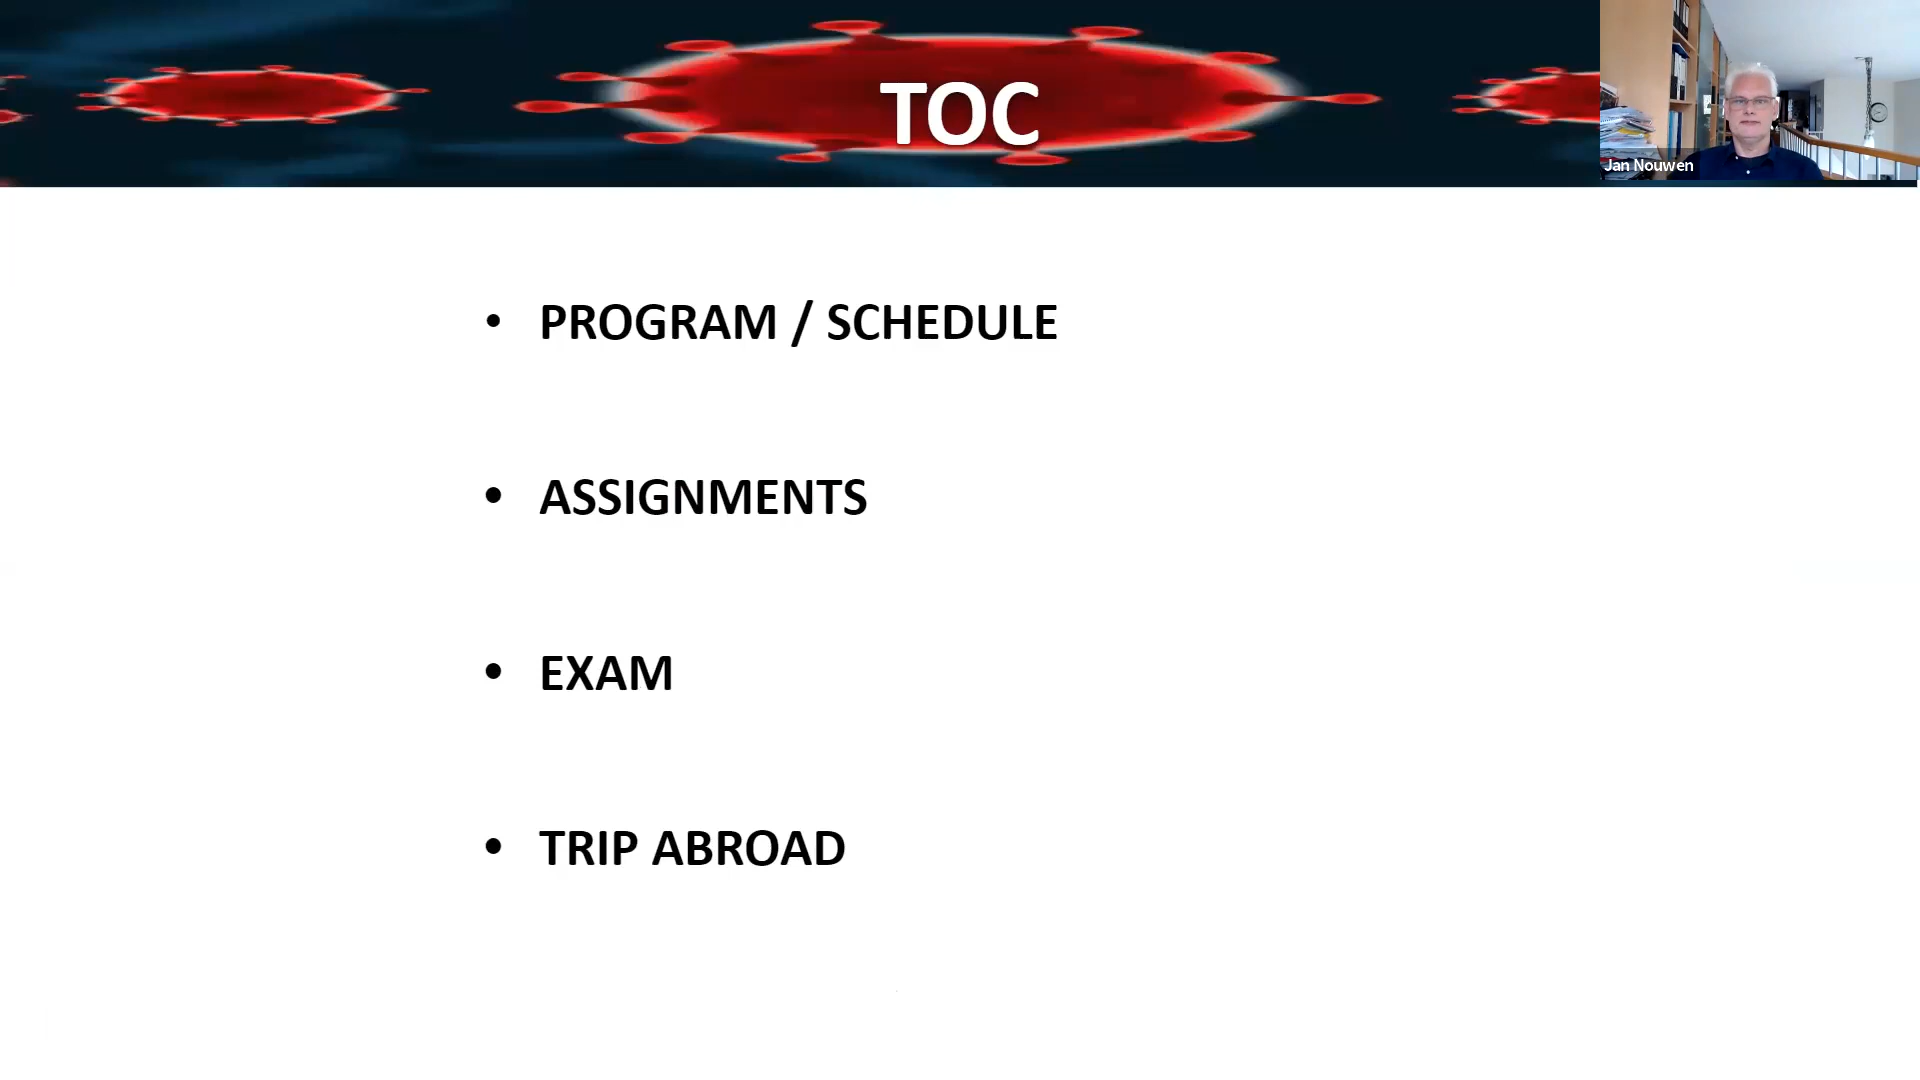 TOC
Jan Nouwen
• PROGRAM / SCHEDULE
• ASSIGNMENTS
• EXAM
• TRIP ABROAD